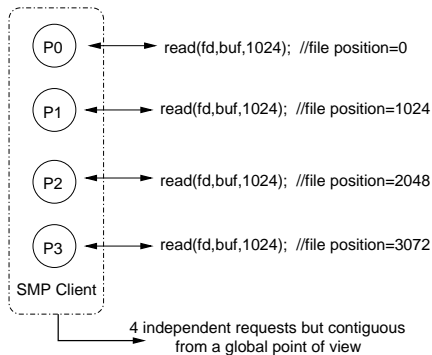 P0 read(fd,buf,1024);  //file position=0
P1 read(fd,buf,1024);  //file position=1024
P2 read(fd,buf,1024);  //file position=2048
P3 read(fd,buf,1024);  //file position=3072
SMP Client
4 independent requests but contiguous
from a global point of view